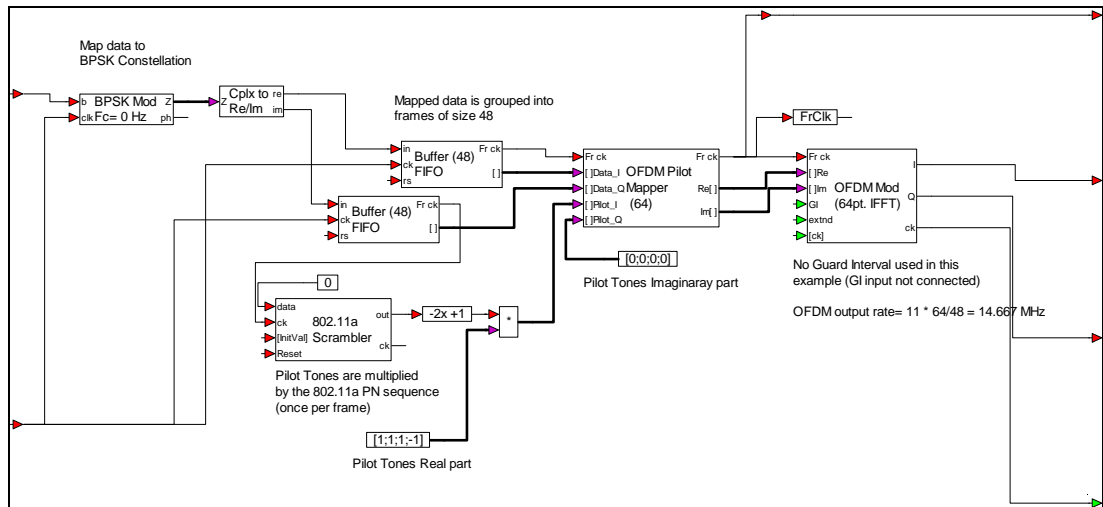 Map data to
BPSK Constellation
b
clk
BPSK Mod
Fc= 0 Hz
Z
ph
Z
Cplx to
Re/Im
re
im
Mapped data is grouped into
frames of size 48
in
ck
rs
Buffer (48)
FIFO
Fr ck
[ ]
in
ck
rs
Buffer (48)
FIFO
Fr ck
[ ]
Fr ck
[ ]Data_I
[ ]Data_Q
[ ]Pilot_I
[ ]Pilot_Q
OFDM Pilot
Mapper
(64)
Fr ck
Re[ ]
Im[ ]
FrClk
Fr ck
[ ]Re
[ ]Im
GI
extnd
[ck]
OFDM Mod
(64pt. IFFT)
I
Q
ck
[0;0;0;0]
Pilot Tones Imaginaray part
No Guard Interval used in this
example (GI input not connected)
OFDM output rate= 11 * 64/48 = 14.667 MHz
0
data
ck
[InitVal]
Reset
802.11a
Scrambler
out
ck
-2x +1
*
Pilot Tones are multiplied
by the 802.11a PN sequence
(once per frame)
[1;1;1;-1]
Pilot Tones Real part